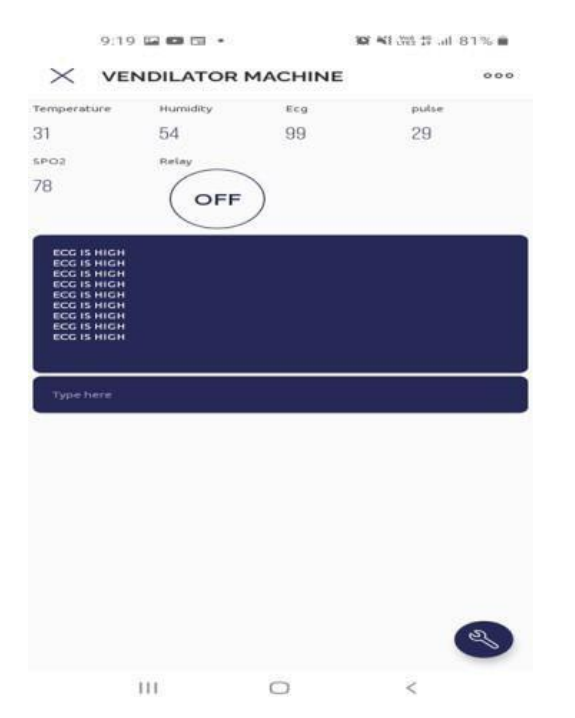 9:19 81%
VENDILATOR MACHINE
Temperature Humidity Ecg pulse
31 54 99 29
SPO2 Relay
78
OFF
ECG IS HIGH
ECG IS HIGH
ECG IS HIGH
ECG IS HIGH
ECG IS HIGH
ECG IS HIGH
ECG IS HIGH
ECG IS HIGH
ECG IS HIGH
Type here